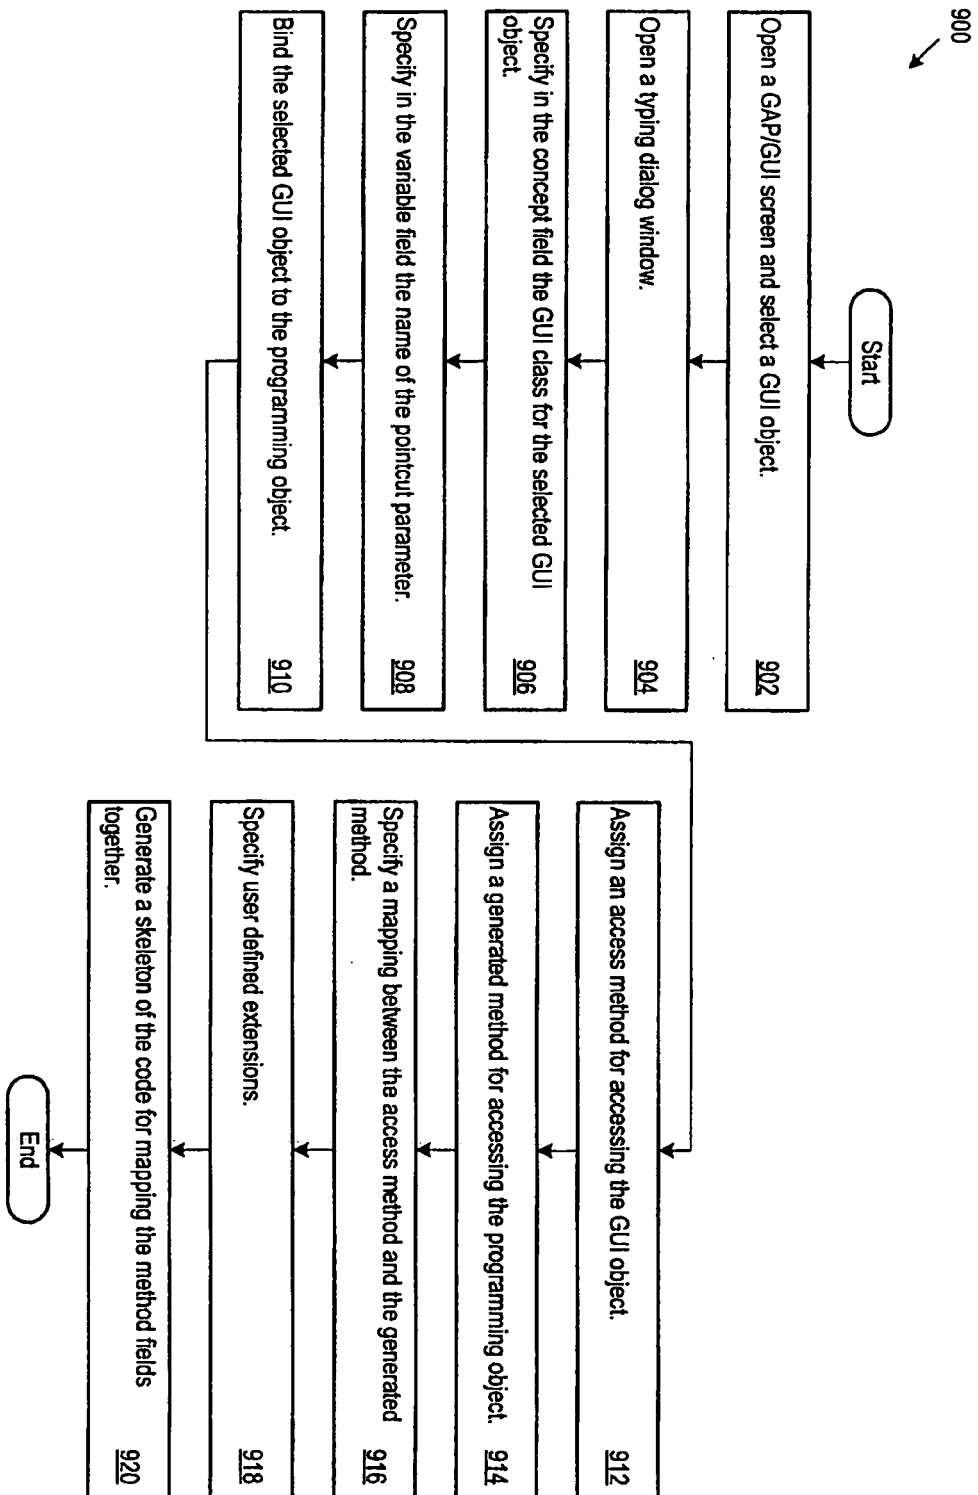 900
Start
Open a GAP/GUI screen and select a GUI object.
902
Open a typing dialog window.
904
Specify in the concept field the GUI class for the selected GUI
object.
906
Specify in the variable field the name of the pointcut parameter.
908
Bind the selected GUI object to the programming object.
910
Assign an access method for accessing the GUI object.
912
Assign a generated method for accessing the programming object.
914
Specify a mapping between the access method and the generated
method.
916
Specify user defined extensions.
918
Generate a skeleton of the code for mapping the method fields
together.
920
End